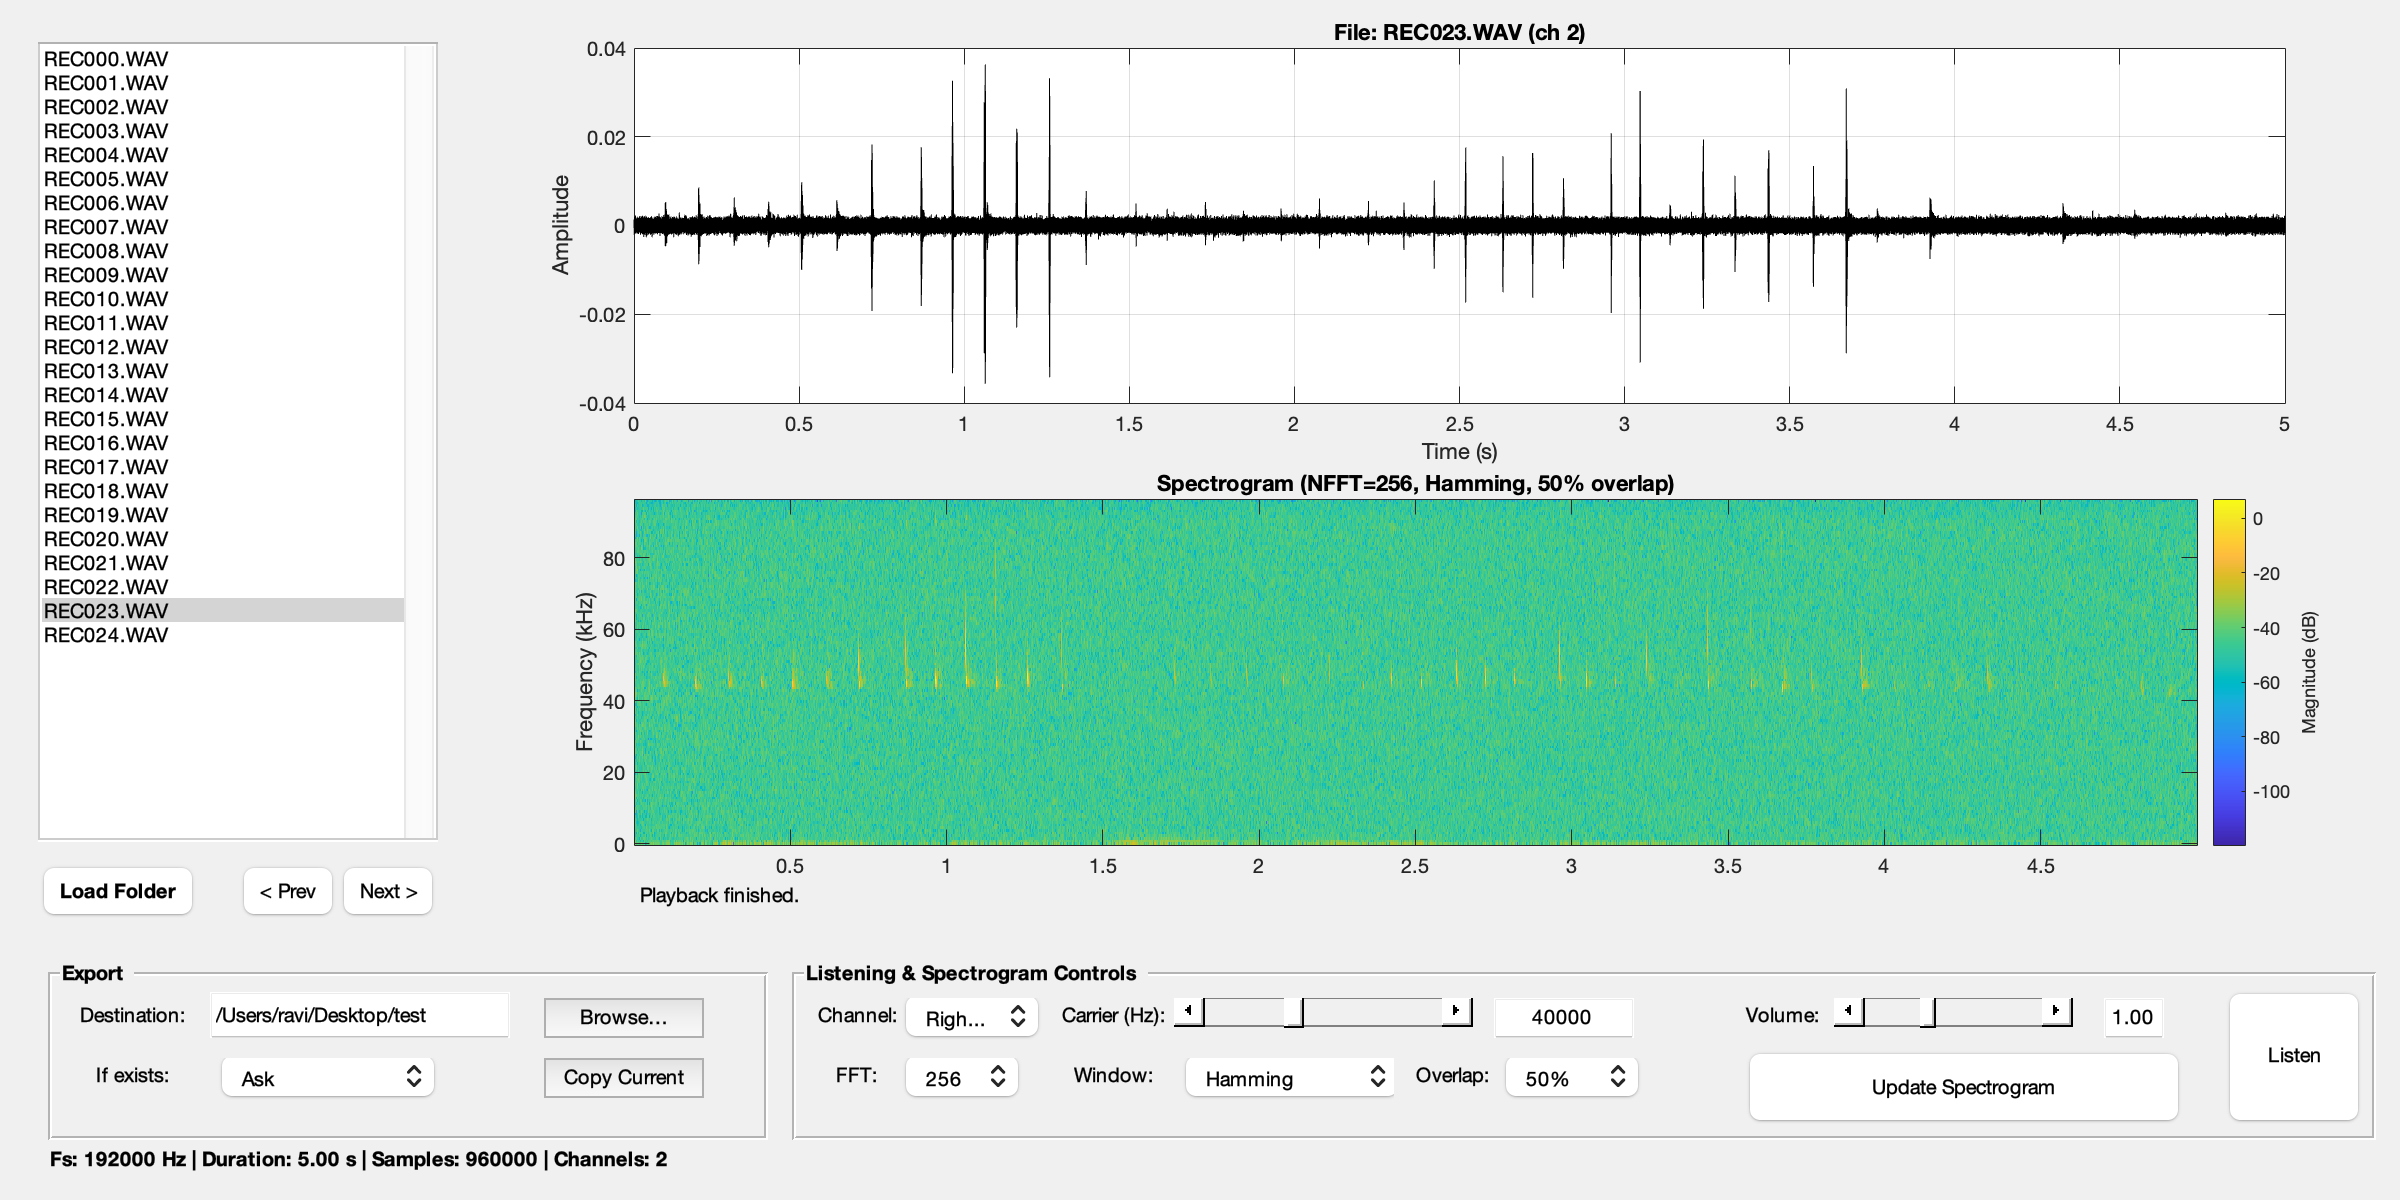 REC000.WAV
REC001.WAV
REC002.WAV
REC003.WAV
REC004.WAV
REC005.WAV
REC006.WAV
REC007.WAV
REC008.WAV
REC009.WAV
REC010.WAV
REC011.WAV
REC012.WAV
REC013.WAV
REC014.WAV
REC015.WAV
REC016.WAV
REC017.WAV
REC018.WAV
REC019.WAV
REC020.WAV
REC021.WAV
REC022.WAV
REC023.WAV
REC024.WAV
Load Folder
< Prev
Next >
File: REC023.WAV (ch 2)
Amplitude
0.04
0.02
0
-0.02
-0.04
0 0.5 1 1.5 2 2.5 3 3.5 4 4.5 5
Time (s)
Spectrogram (NFFT=256, Hamming, 50% overlap)
Frequency (kHz)
80
60
40
20
0
0.5 1 1.5 2 2.5 3 3.5 4 4.5
0
-20
-40
-60
-80
-100
Magnitude (dB)
Playback finished.
Export
Destination: /Users/ravi/Desktop/test Browse...
If exists: Ask Copy Current
Listening & Spectrogram Controls
Channel: Righ... Carrier (Hz): 40000 Volume: 1.00
FFT: 256 Window: Hamming Overlap: 50% Update Spectrogram
Listen
Fs: 192000 Hz | Duration: 5.00 s | Samples: 960000 | Channels: 2